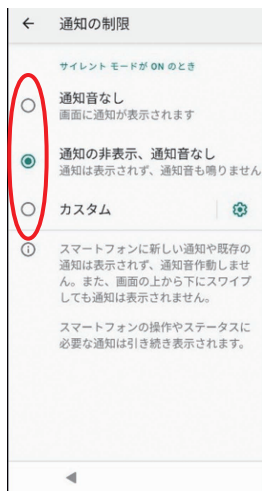 通知の制限
サイレント モードが ON のとき
通知音なし
画面に通知が表示されます
通知の非表示、通知音なし
通知は表示されず、通知音も鳴りません
カスタム
スマートフォンに新しい通知や既存の
通知は表示されず、通知音作動しませ
ん。また、画面の上から下にスワイプ
しても通知は表示されません。
スマートフォンの操作やステータスに
必要な通知は引き続き表示されます。